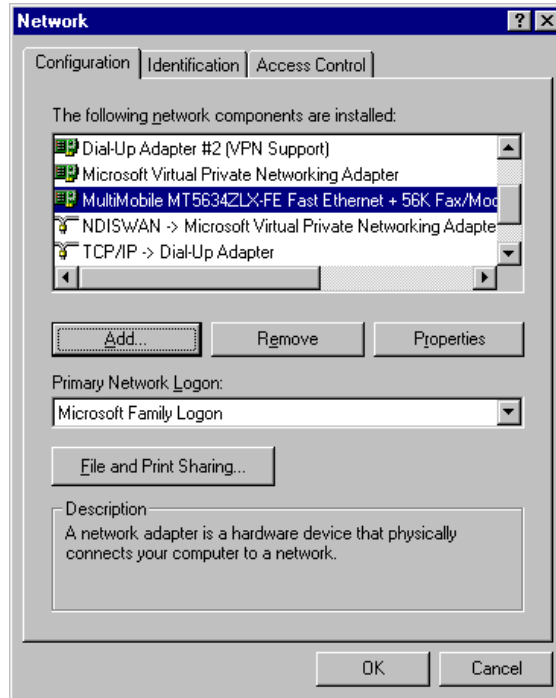 Network
Configuration Identification Access Control
The following network components are installed:
Dial-Up Adapter #2 (VPN Support)
Microsoft Virtual Private Networking Adapter
MultiMobile MT5634ZLX-FE Fast Ethernet + 56K Fax/Mod
NDISWAN -> Microsoft Virtual Private Networking Adapte
TCP/IP -> Dial-Up Adapter
Add... Remove Properties
Primary Network Logon:
Microsoft Family Logon
File and Print Sharing...
Description
A network adapter is a hardware device that physically
connects your computer to a network.
OK Cancel